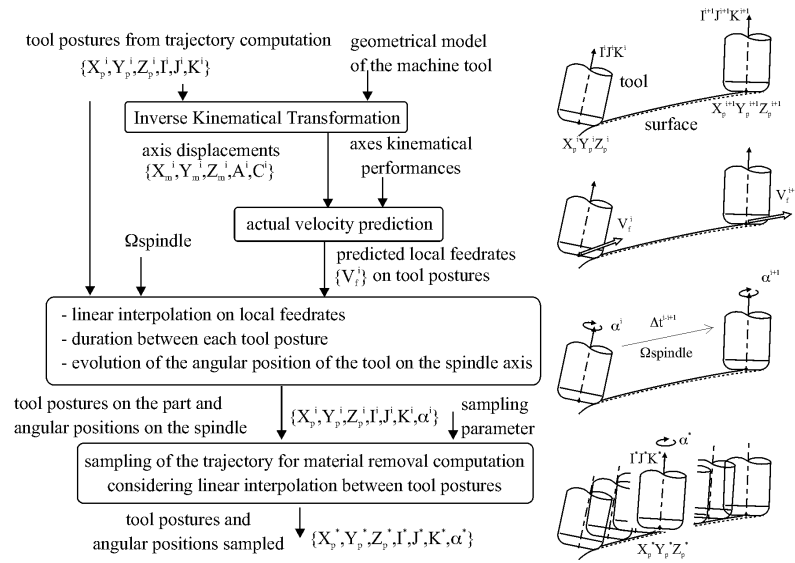 tool postures from trajectory computation
{Xpⁱ,Ypⁱ,Zpⁱ,Iⁱ,Jⁱ,Kⁱ}
geometrical model
of the machine tool
Inverse Kinematical Transformation
axis displacements
{Xmⁱ,Ymⁱ,Zmⁱ,Aⁱ,Cⁱ}
axes kinematical
performances
actual velocity prediction
Ωspindle
predicted local feedrates
{Vfⁱ} on tool postures
- linear interpolation on local feedrates
- duration between each tool posture
- evolution of the angular position of the tool on the spindle axis
tool postures on the part and
angular positions on the spindle
{Xpⁱ,Ypⁱ,Zpⁱ,Iⁱ,Jⁱ,Kⁱ,αⁱ}
sampling
parameter
sampling of the trajectory for material removal computation
considering linear interpolation between tool postures
tool postures and
angular positions sampled
{Xp*,Yp*,Zp*,I*,J*,K*,α*}
Iⁱ⁺¹Jⁱ⁺¹Kⁱ⁺¹
IⁱJⁱKⁱ
tool
Xpⁱ⁺¹Ypⁱ⁺¹Zpⁱ⁺¹
surface
XpⁱYpⁱZpⁱ
Vfⁱ⁺
Vfⁱ
αⁱ⁺¹
αⁱ
Δtⁱ⁻ⁱ⁺¹
Ωspindle
α*
I*J*K*
Xp*Yp*Zp*